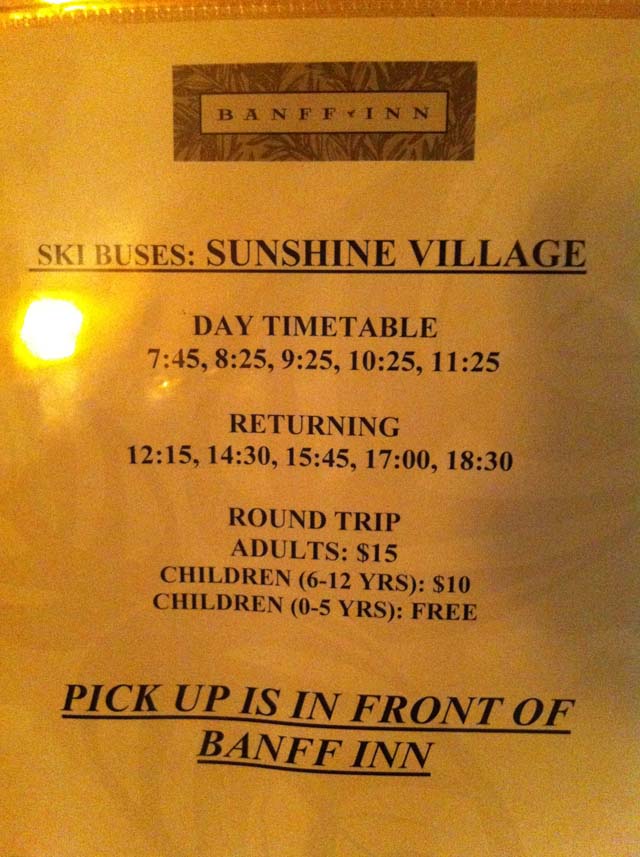 BANFF INN
SKI BUSES: SUNSHINE VILLAGE
DAY TIMETABLE
7:45, 8:25, 9:25, 10:25, 11:25
RETURNING
12:15, 14:30, 15:45, 17:00, 18:30
ROUND TRIP
ADULTS: $15
CHILDREN (6-12 YRS): $10
CHILDREN (0-5 YRS): FREE
PICK UP IS IN FRONT OF
BANFF INN